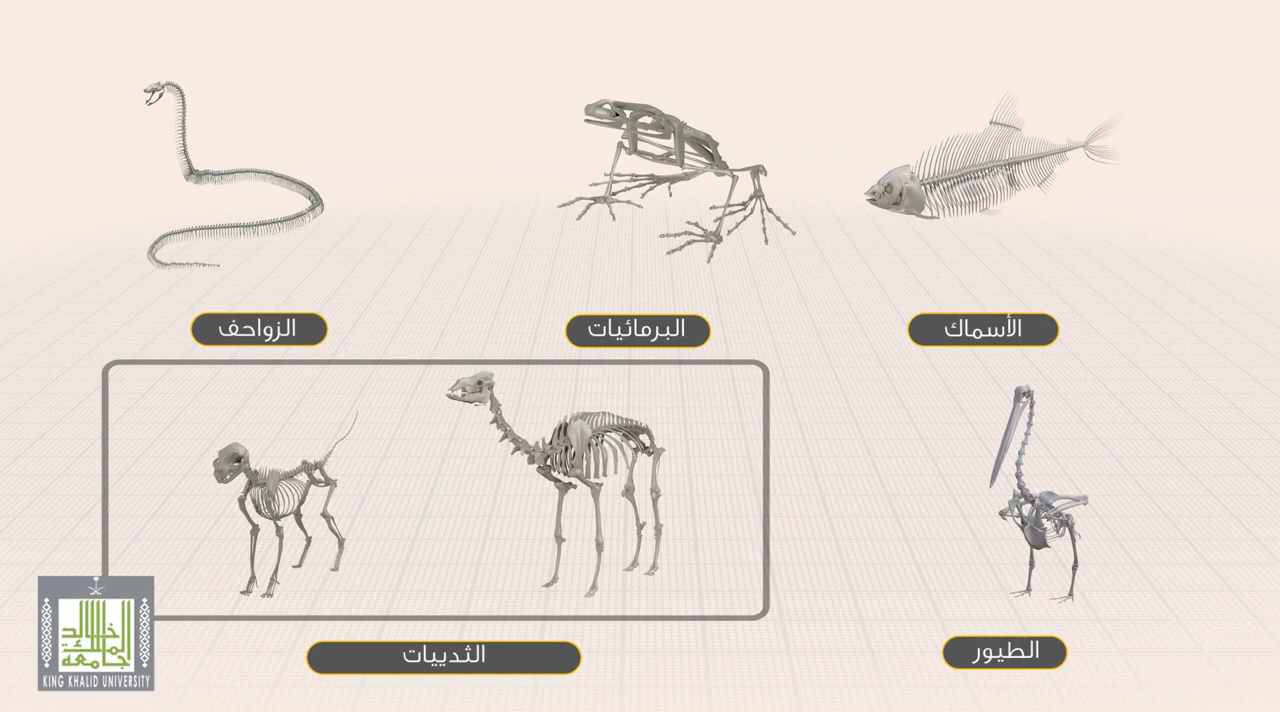 الأسماك
البرمائيات
الزواحف
الطيور
الثدييات
جامعة
الملك
خالد
KING KHALID UNIVERSITY